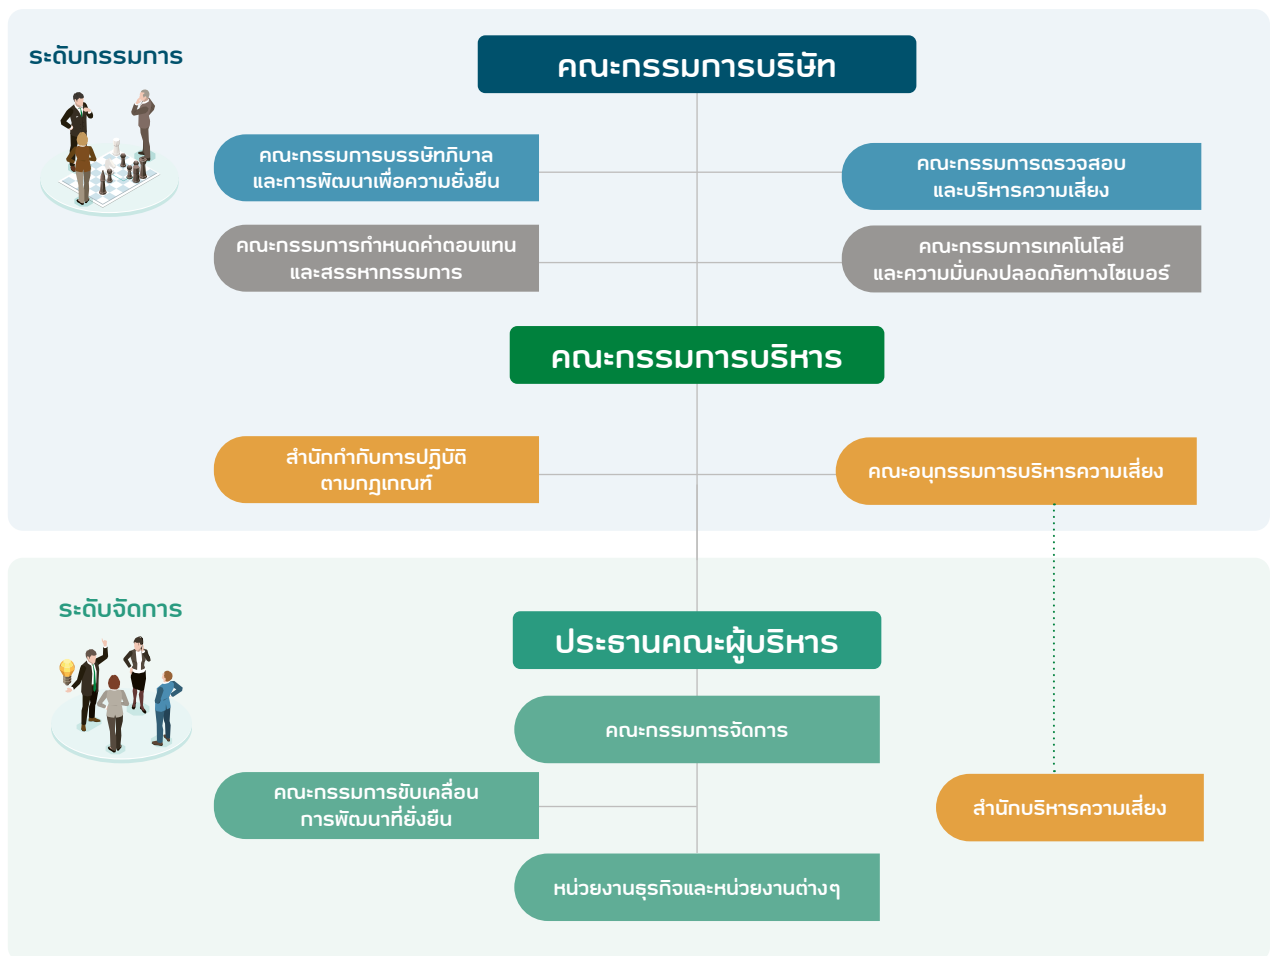 ระดับกรรมการ
คณะกรรมการบริษัท
คณะกรรมการบรรษัทภิบาล
และการพัฒนาเพื่อความยั่งยืน
คณะกรรมการตรวจสอบ
และบริหารความเสี่ยง
คณะกรรมการกำหนดค่าตอบแทน
และสรรหากรรมการ
คณะกรรมการเทคโนโลยี
และความมั่นคงปลอดภัยทางไซเบอร์
คณะกรรมการบริหาร
สำนักกำกับการปฏิบัติ
ตามกฎเกณฑ์
คณะอนุกรรมการบริหารความเสี่ยง
ระดับจัดการ
ประธานคณะผู้บริหาร
คณะกรรมการจัดการ
คณะกรรมการขับเคลื่อน
การพัฒนาที่ยั่งยืน
สำนักบริหารความเสี่ยง
หน่วยงานธุรกิจและหน่วยงานต่างๆ